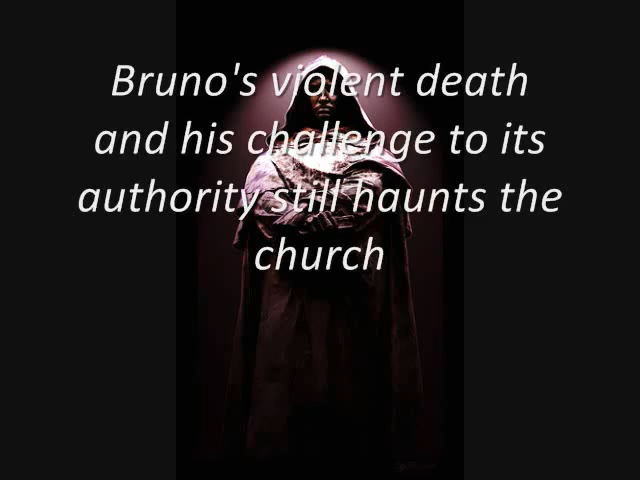 Bruno's violent death
and his challenge to its
authority still haunts the
church